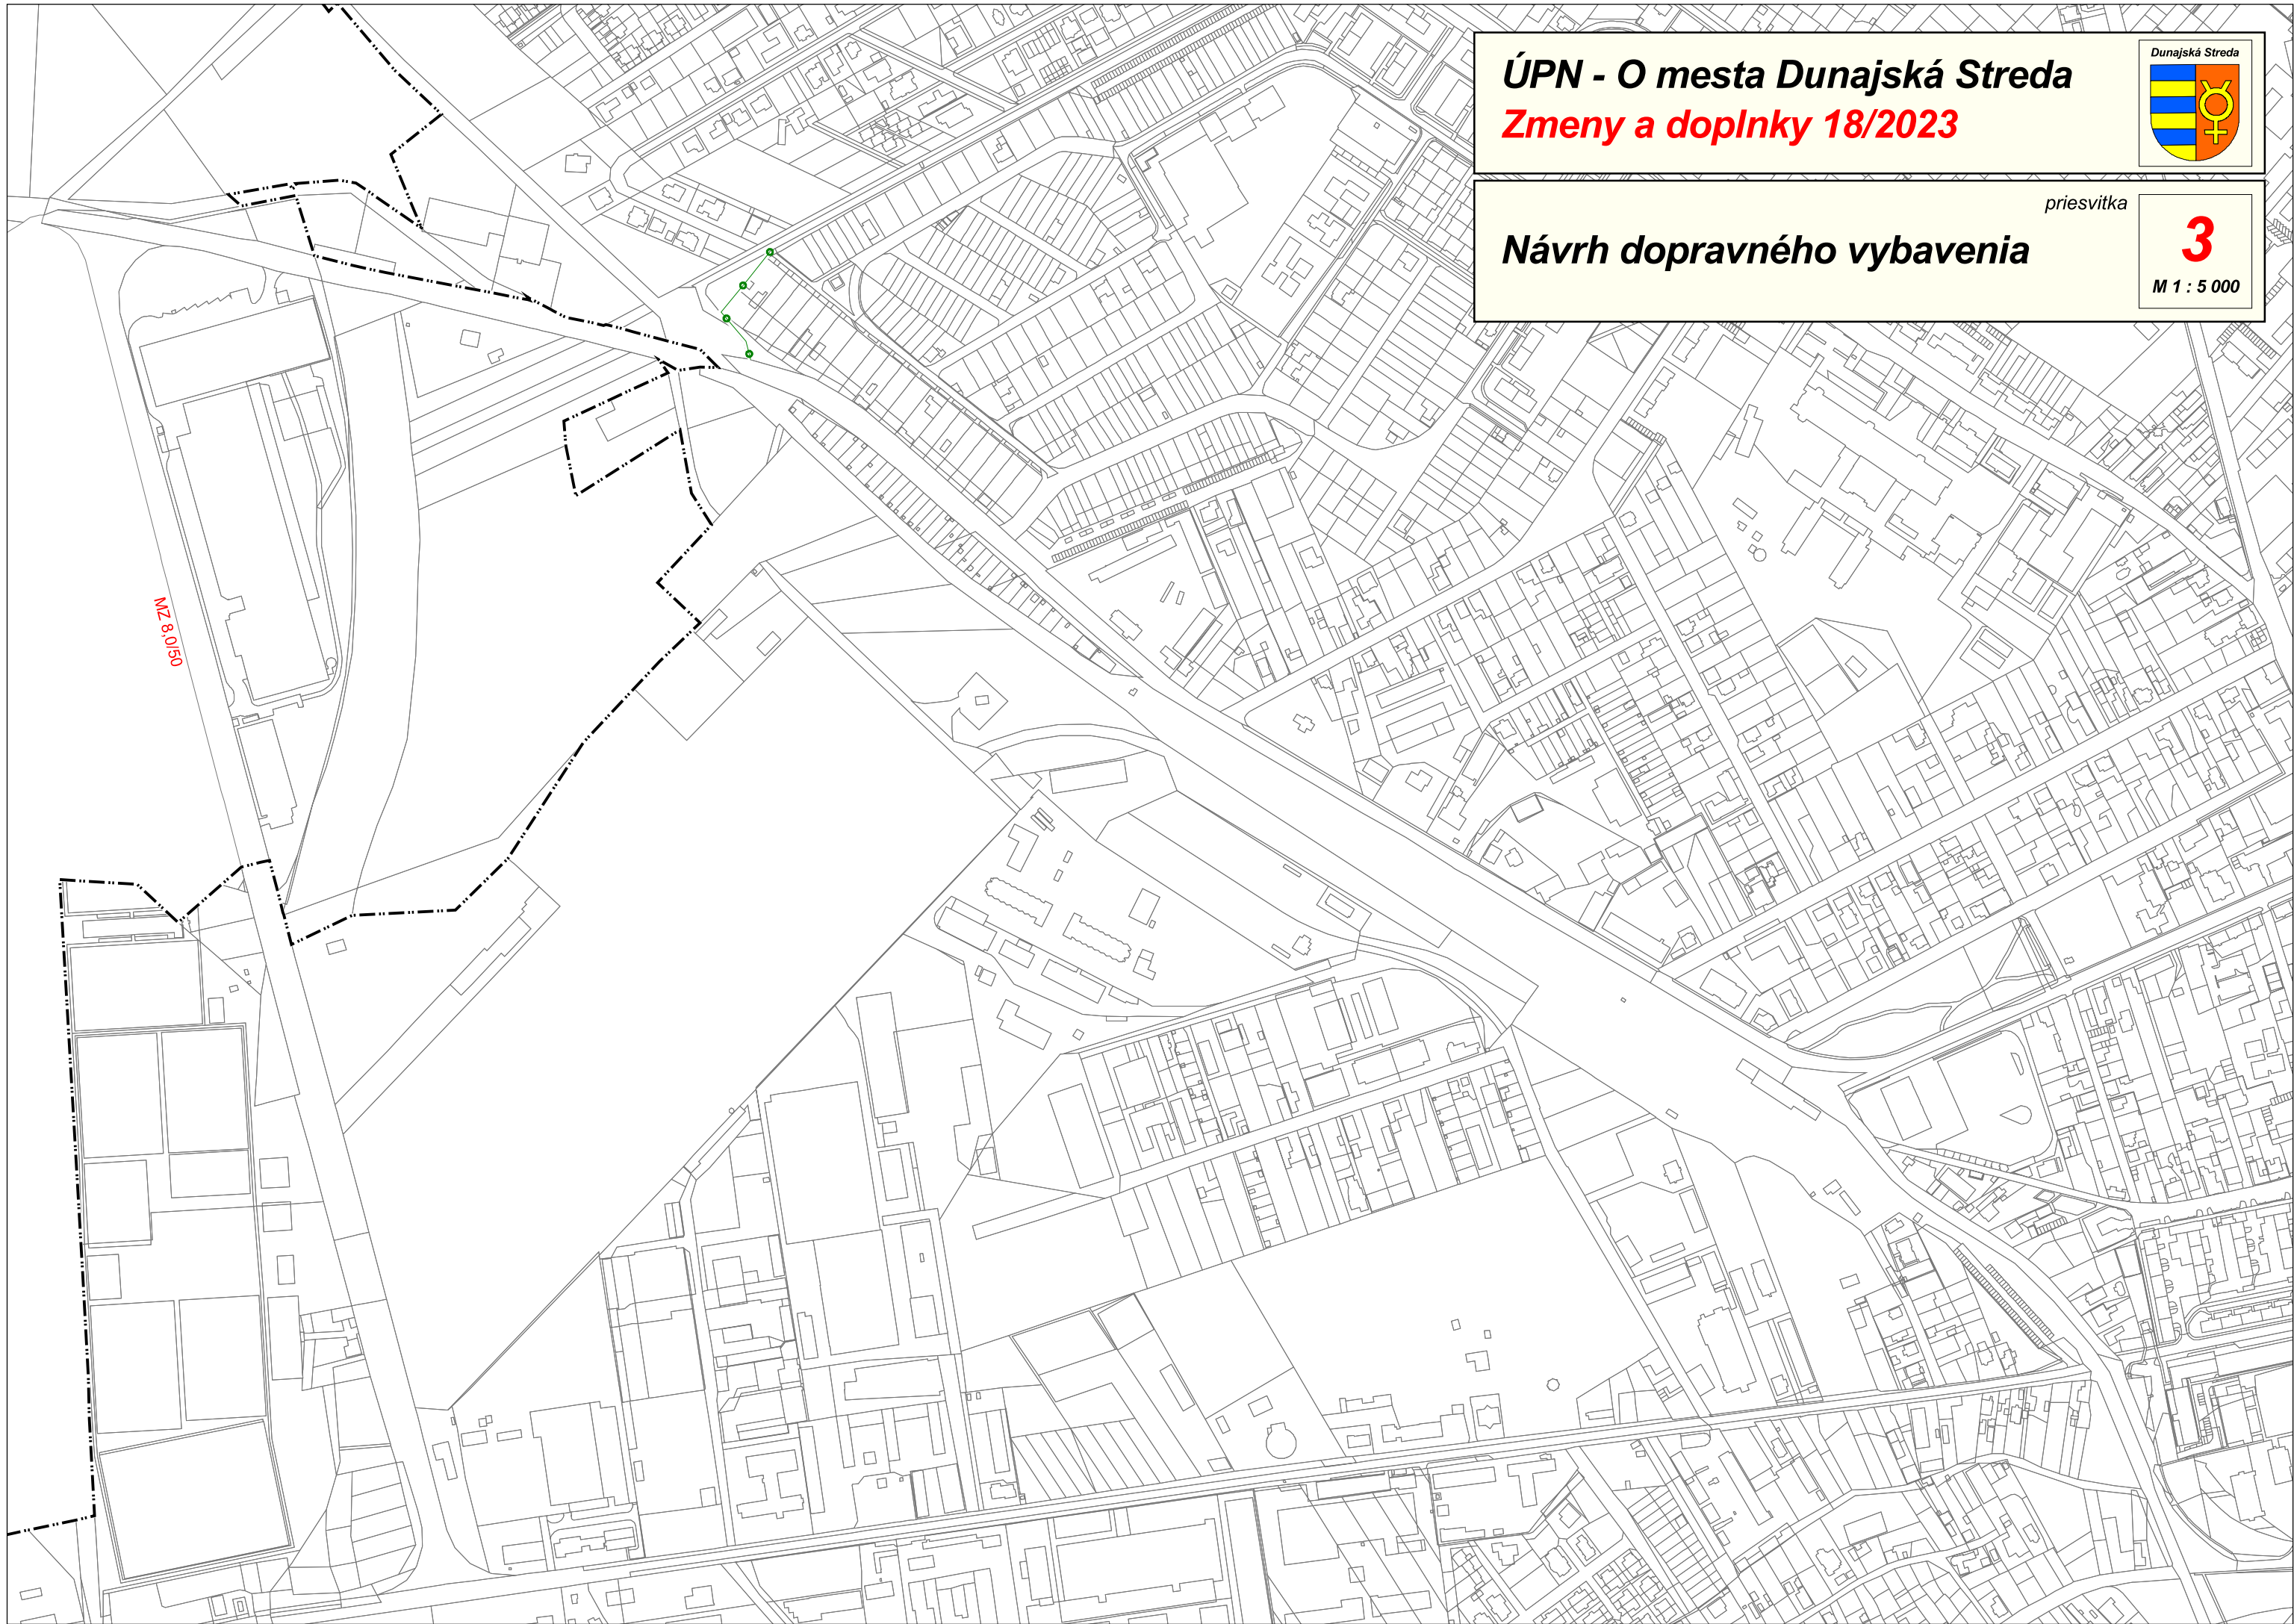 ÚPN - O mesta Dunajská Streda
Zmeny a doplnky 18/2023
Dunajská Streda
priesvitka
Návrh dopravného vybavenia
3
M 1 : 5 000
MZ 8,0/50